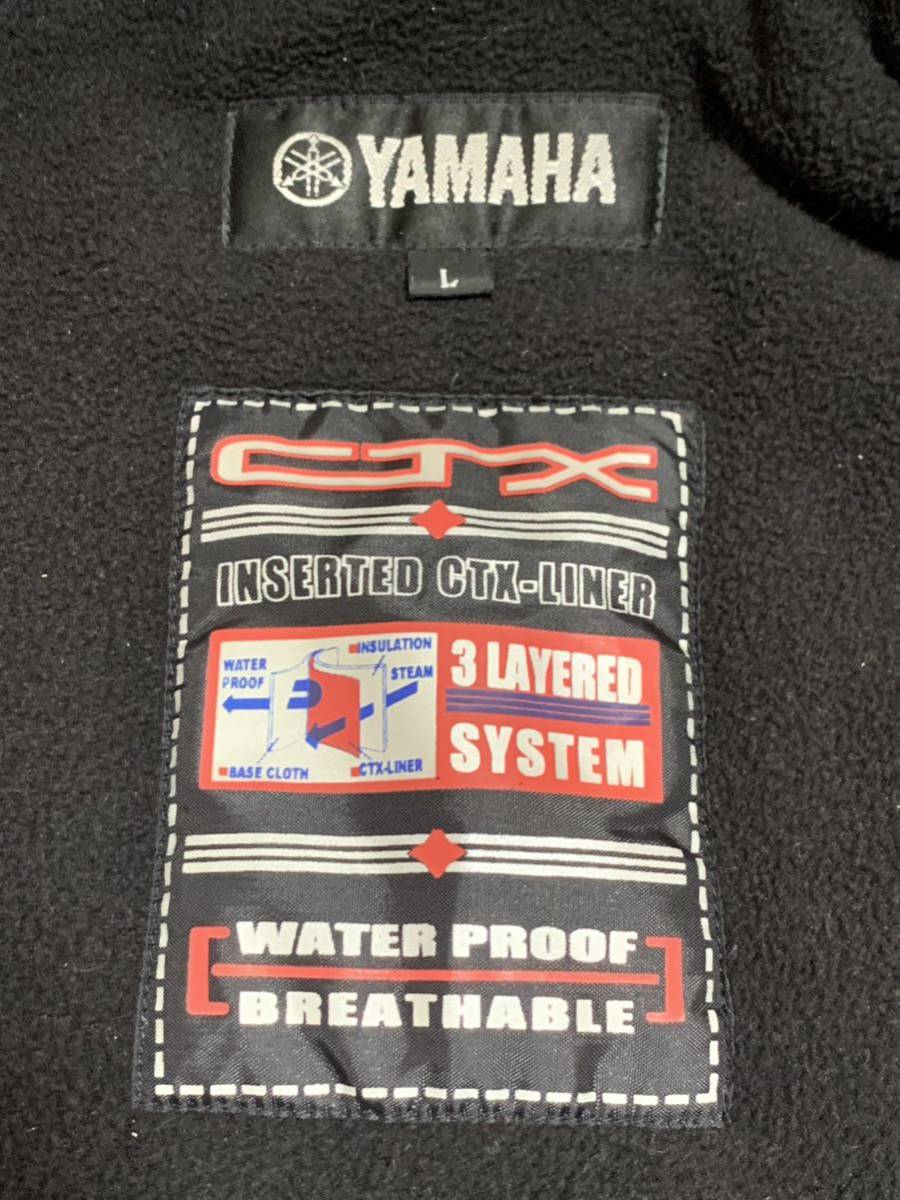 YAMAHA
L
CTX
INSERTED CTX-LINER
WATER
PROOF
INSULATION
STEAM
BASE CLOTH
CTX-LINER
3 LAYERED
SYSTEM
WATER PROOF
BREATHABLE